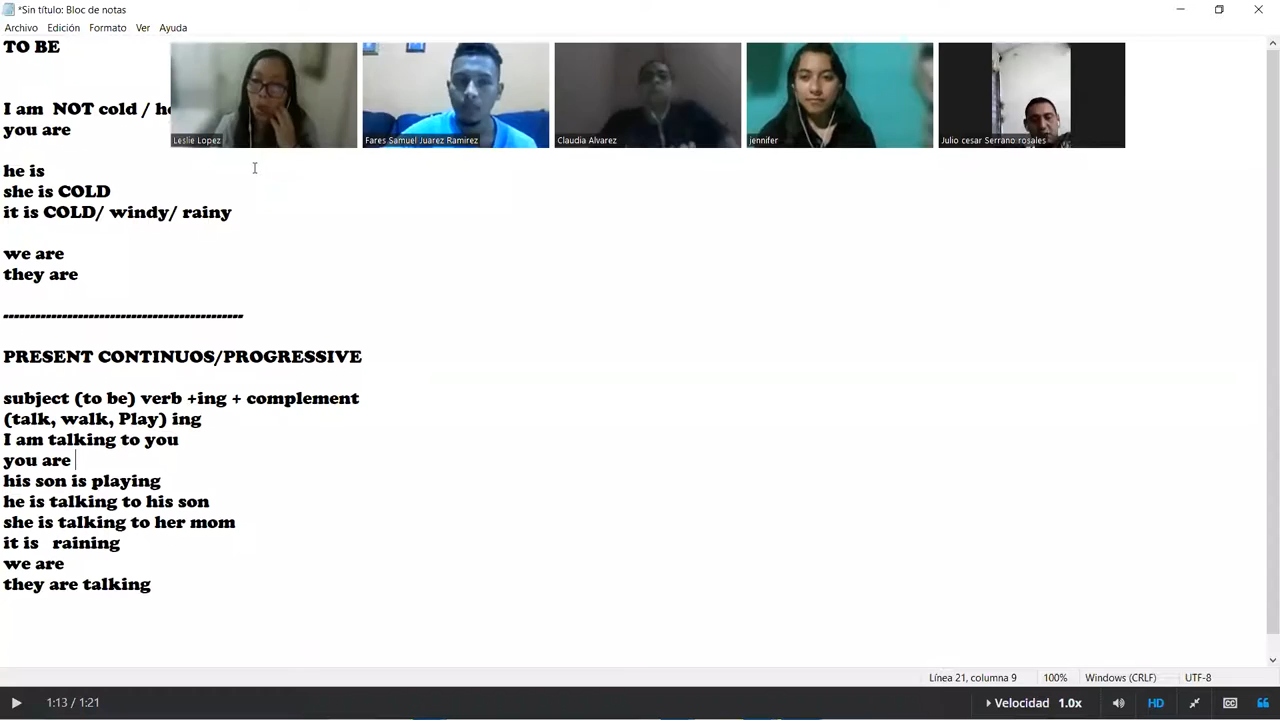 *Sin título: Bloc de notas
Archivo Edición Formato Ver Ayuda
TO BE
I am NOT cold / h
you are
he is
she is COLD
it is COLD/ windy/ rainy
we are
they are
---------------------------------------------
PRESENT CONTINUOS/PROGRESSIVE
subject (to be) verb +ing + complement
(talk, walk, Play) ing
I am talking to you
you are
his son is playing
he is talking to his son
she is talking to her mom
it is raining
we are
they are talking
Leslie Lopez
Fares Samuel Juarez Ramirez
Claudia Alvarez
jennifer
Julio cesar Serrano rosales
Línea 21, columna 9 100% Windows (CRLF) UTF-8
1:13 / 1:21 Velocidad 1.0x HD